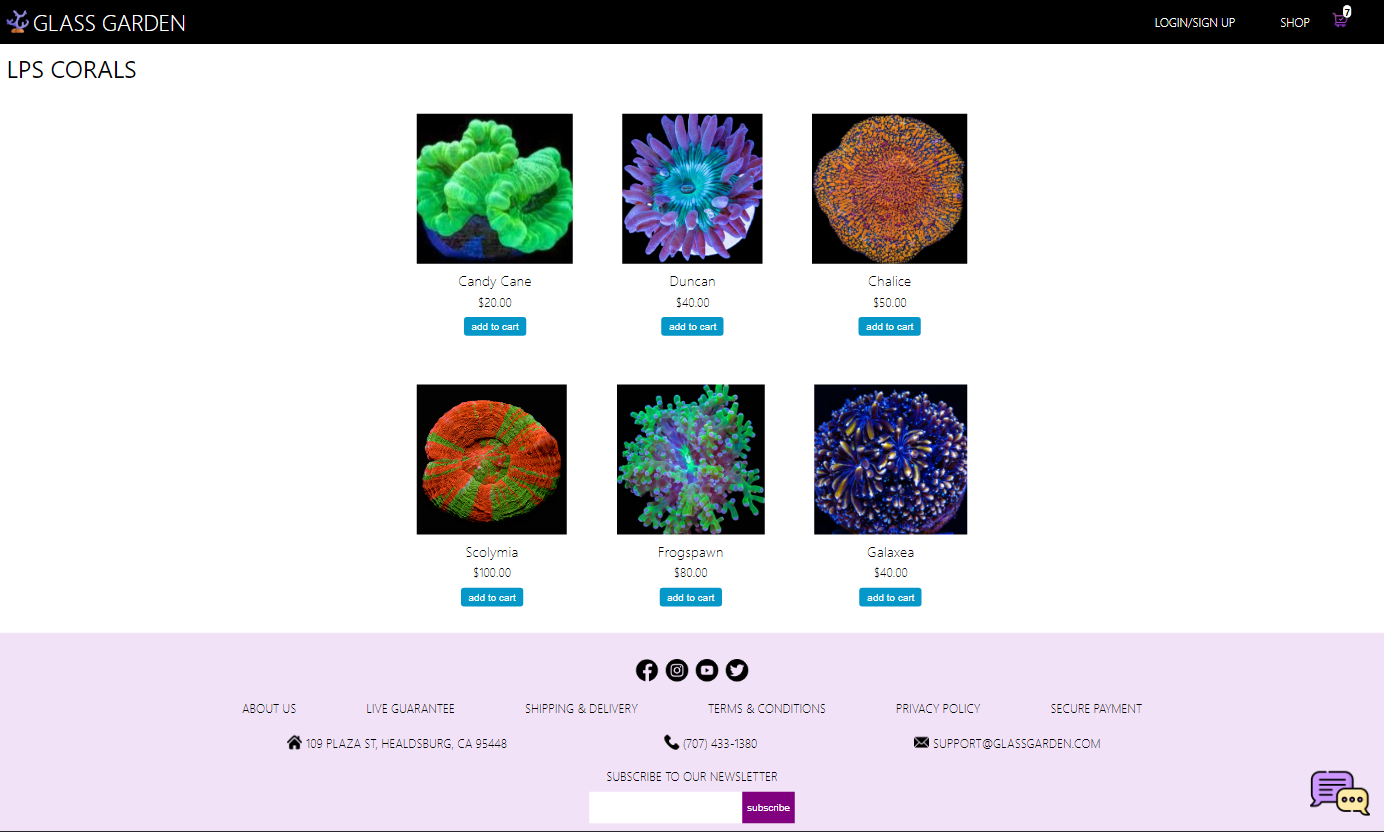 GLASS GARDEN
LOGIN/SIGN UP SHOP 7
LPS CORALS
Candy Cane Duncan Chalice
$20.00 $40.00 $50.00
add to cart add to cart add to cart
Scolymia Frogspawn Galaxea
$100.00 $80.00 $40.00
add to cart add to cart add to cart
ABOUT US LIVE GUARANTEE SHIPPING & DELIVERY TERMS & CONDITIONS PRIVACY POLICY SECURE PAYMENT
109 PLAZA ST, HEALDSBURG, CA 95448 (707) 433-1380 SUPPORT@GLASSGARDEN.COM
SUBSCRIBE TO OUR NEWSLETTER
subscribe